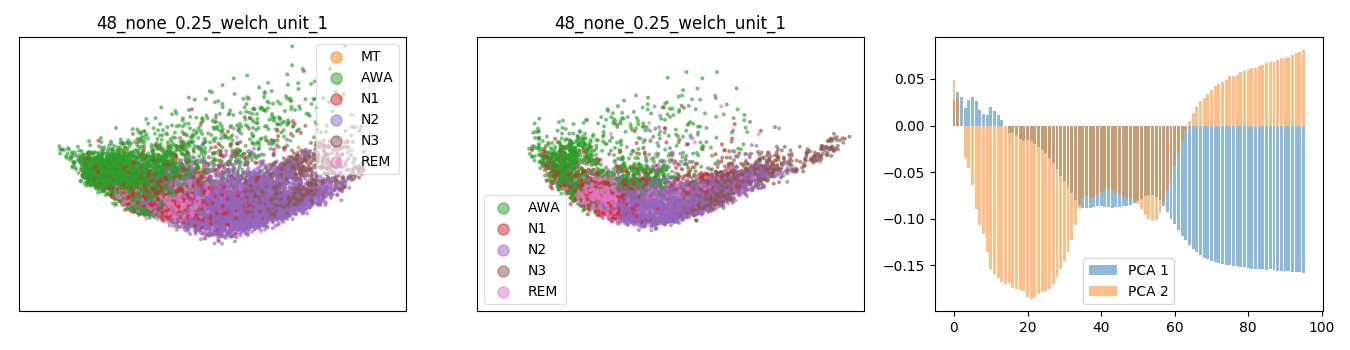 48_none_0.25_welch_unit_1
MT
AWA
N1
N2
N3
REM
48_none_0.25_welch_unit_1
AWA
N1
N2
N3
REM
0.05
0.00
−0.05
−0.10
−0.15
PCA 1
PCA 2
0 20 40 60 80 100